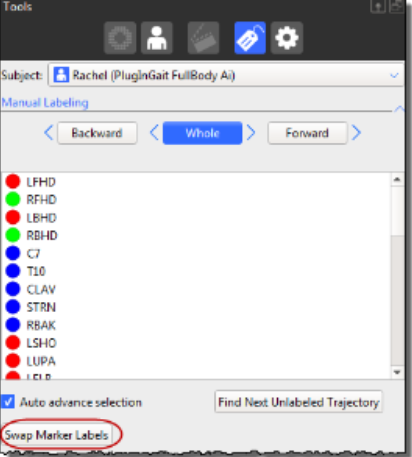 Tools
Subject: Rachel (PlugInGait FullBody Ai)
Manual Labeling
Backward Whole Forward
LFHD
RFHD
LBHD
RBHD
C7
T10
CLAV
STRN
RBAK
LSHO
LUPA
LELB
Auto advance selection Find Next Unlabeled Trajectory
Swap Marker Labels